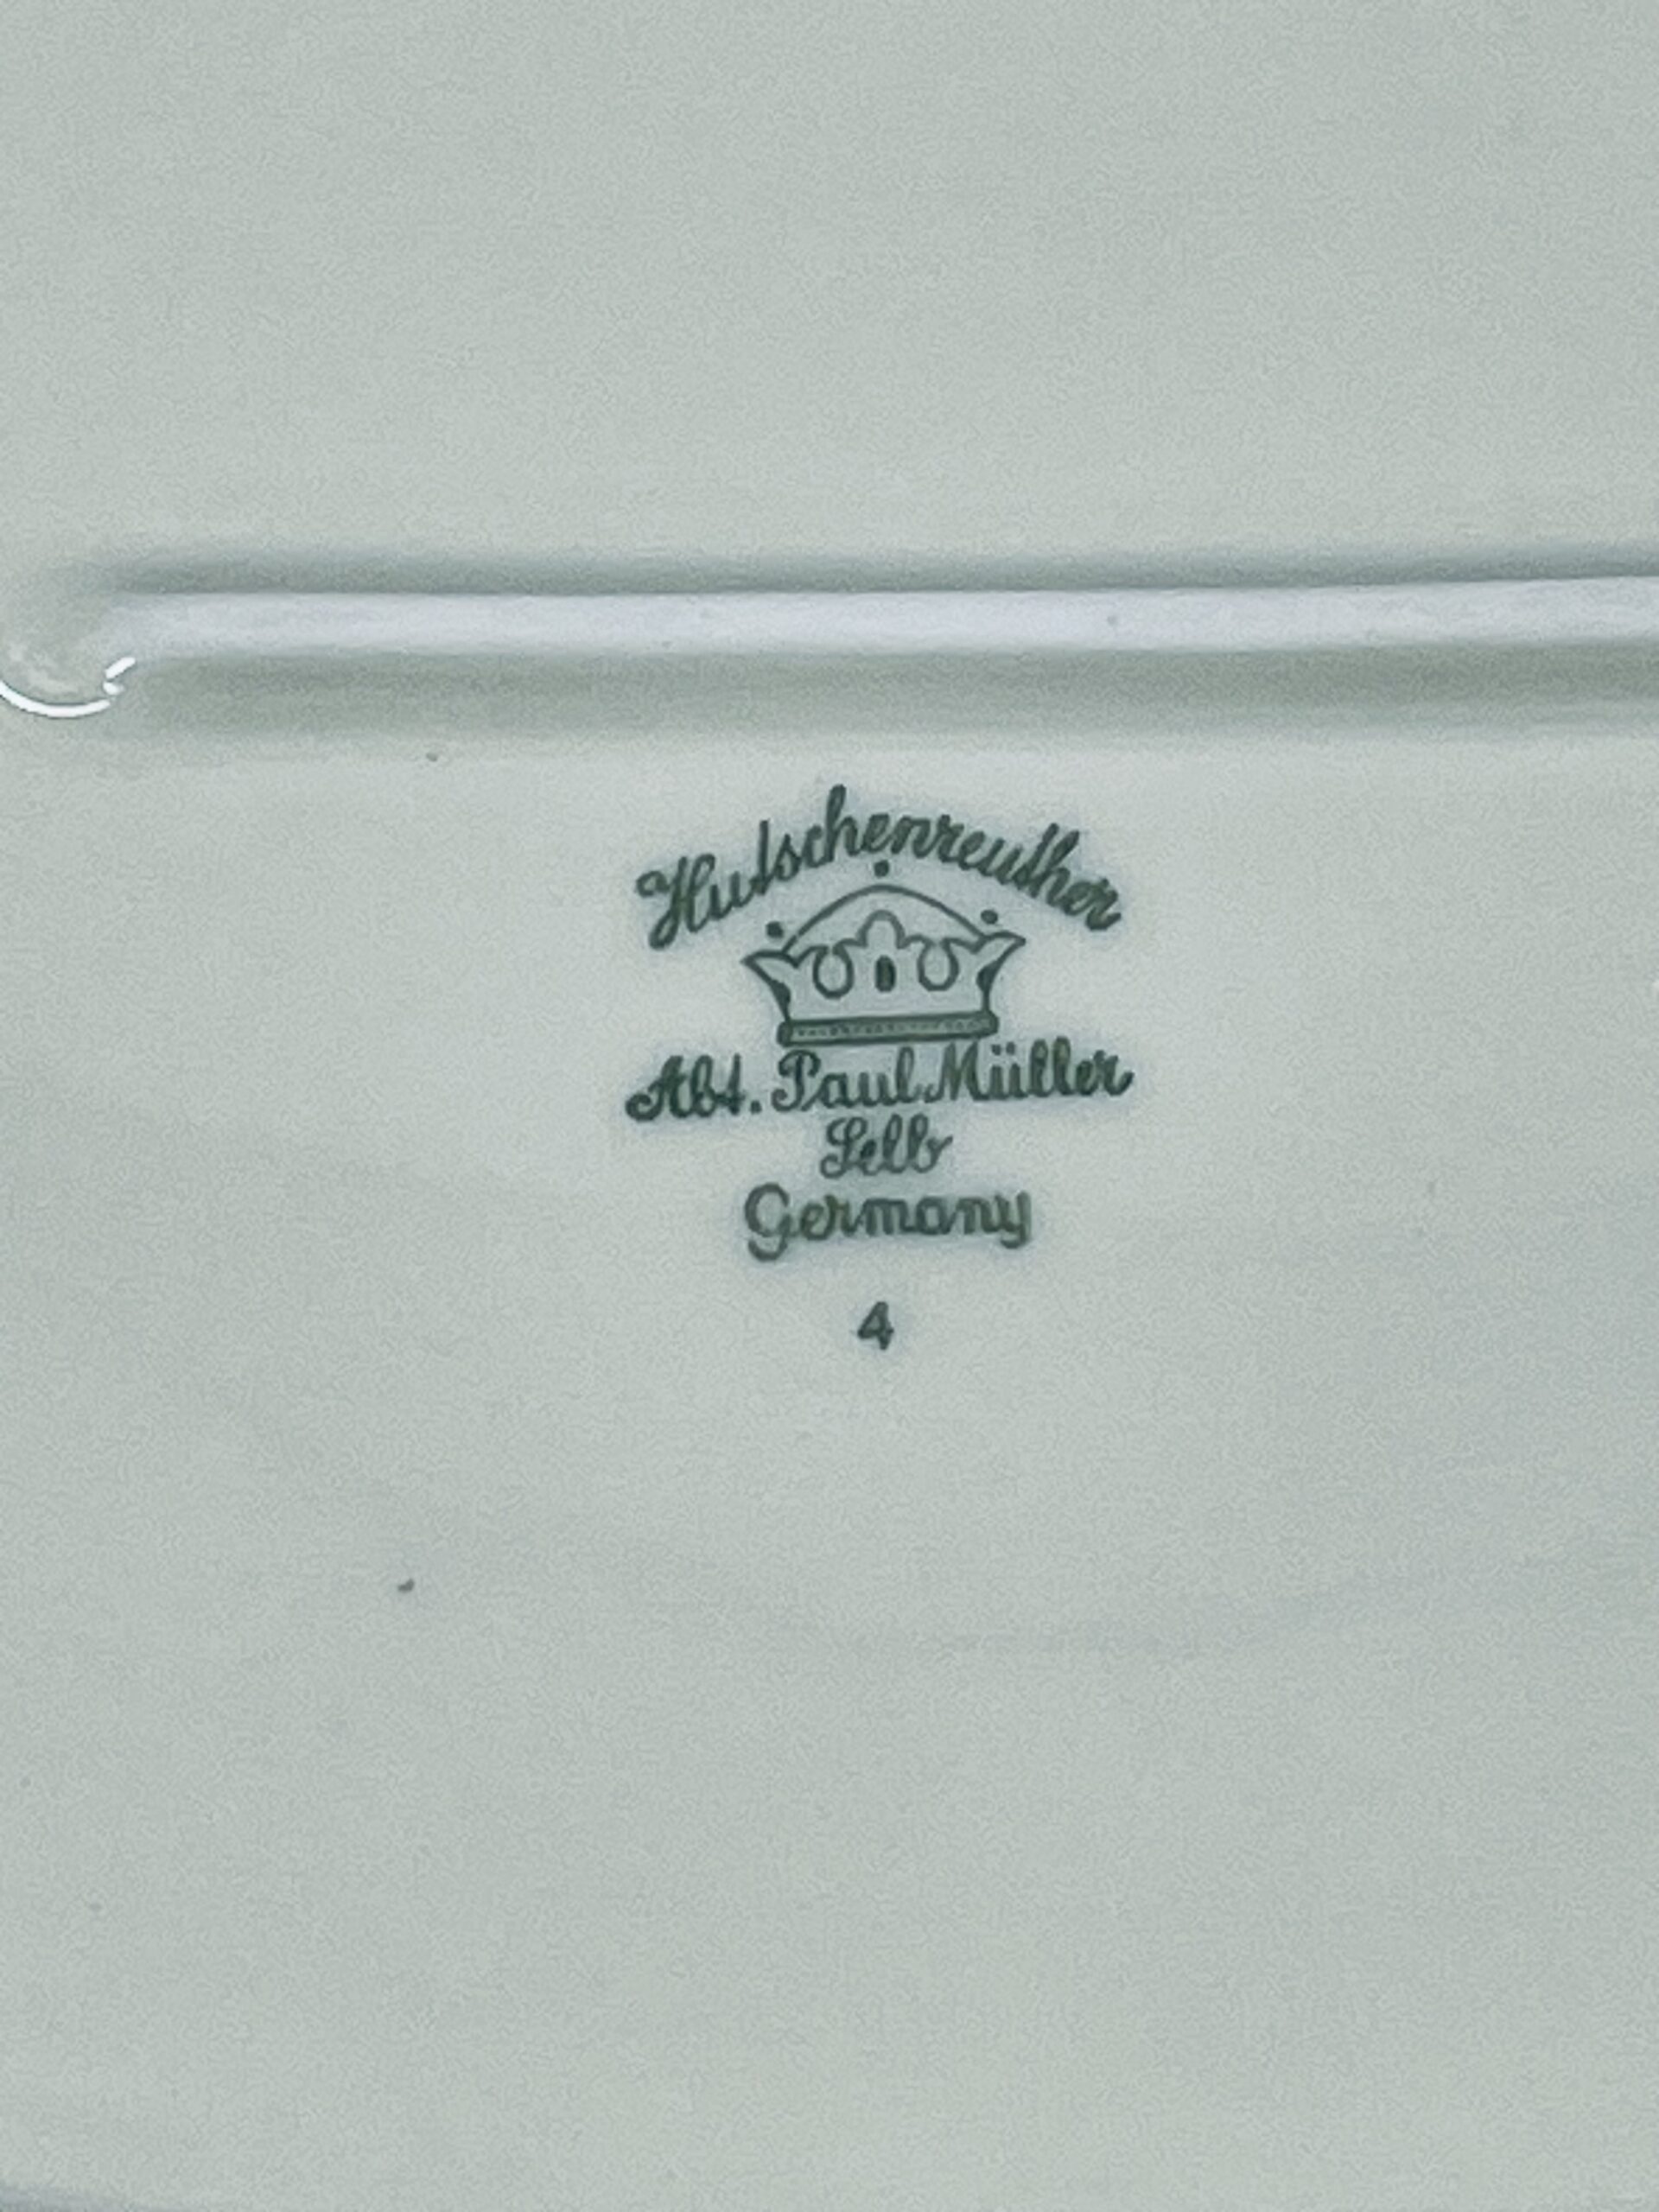 Hutschenreuther
Abt. Paul Müller
Selb
Germany
4